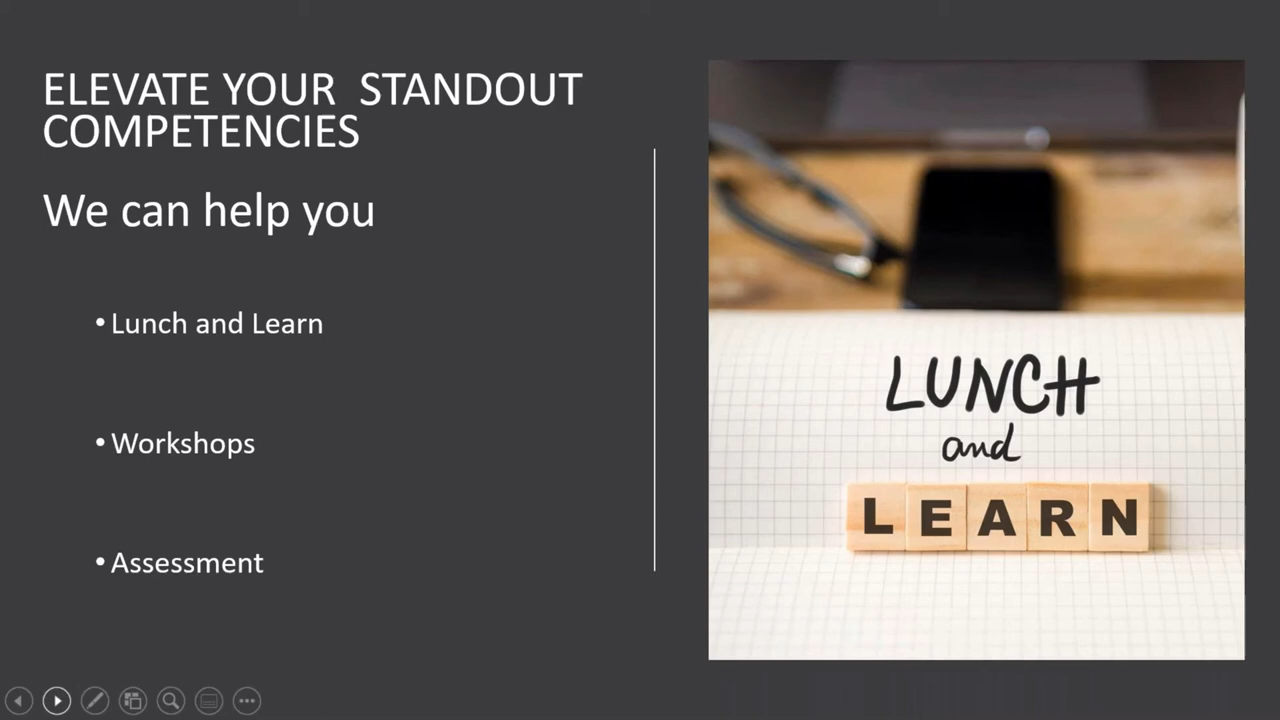 ELEVATE YOUR  STANDOUT
COMPETENCIES
We can help you
• Lunch and Learn
• Workshops
• Assessment
LUNCH
and
LEARN